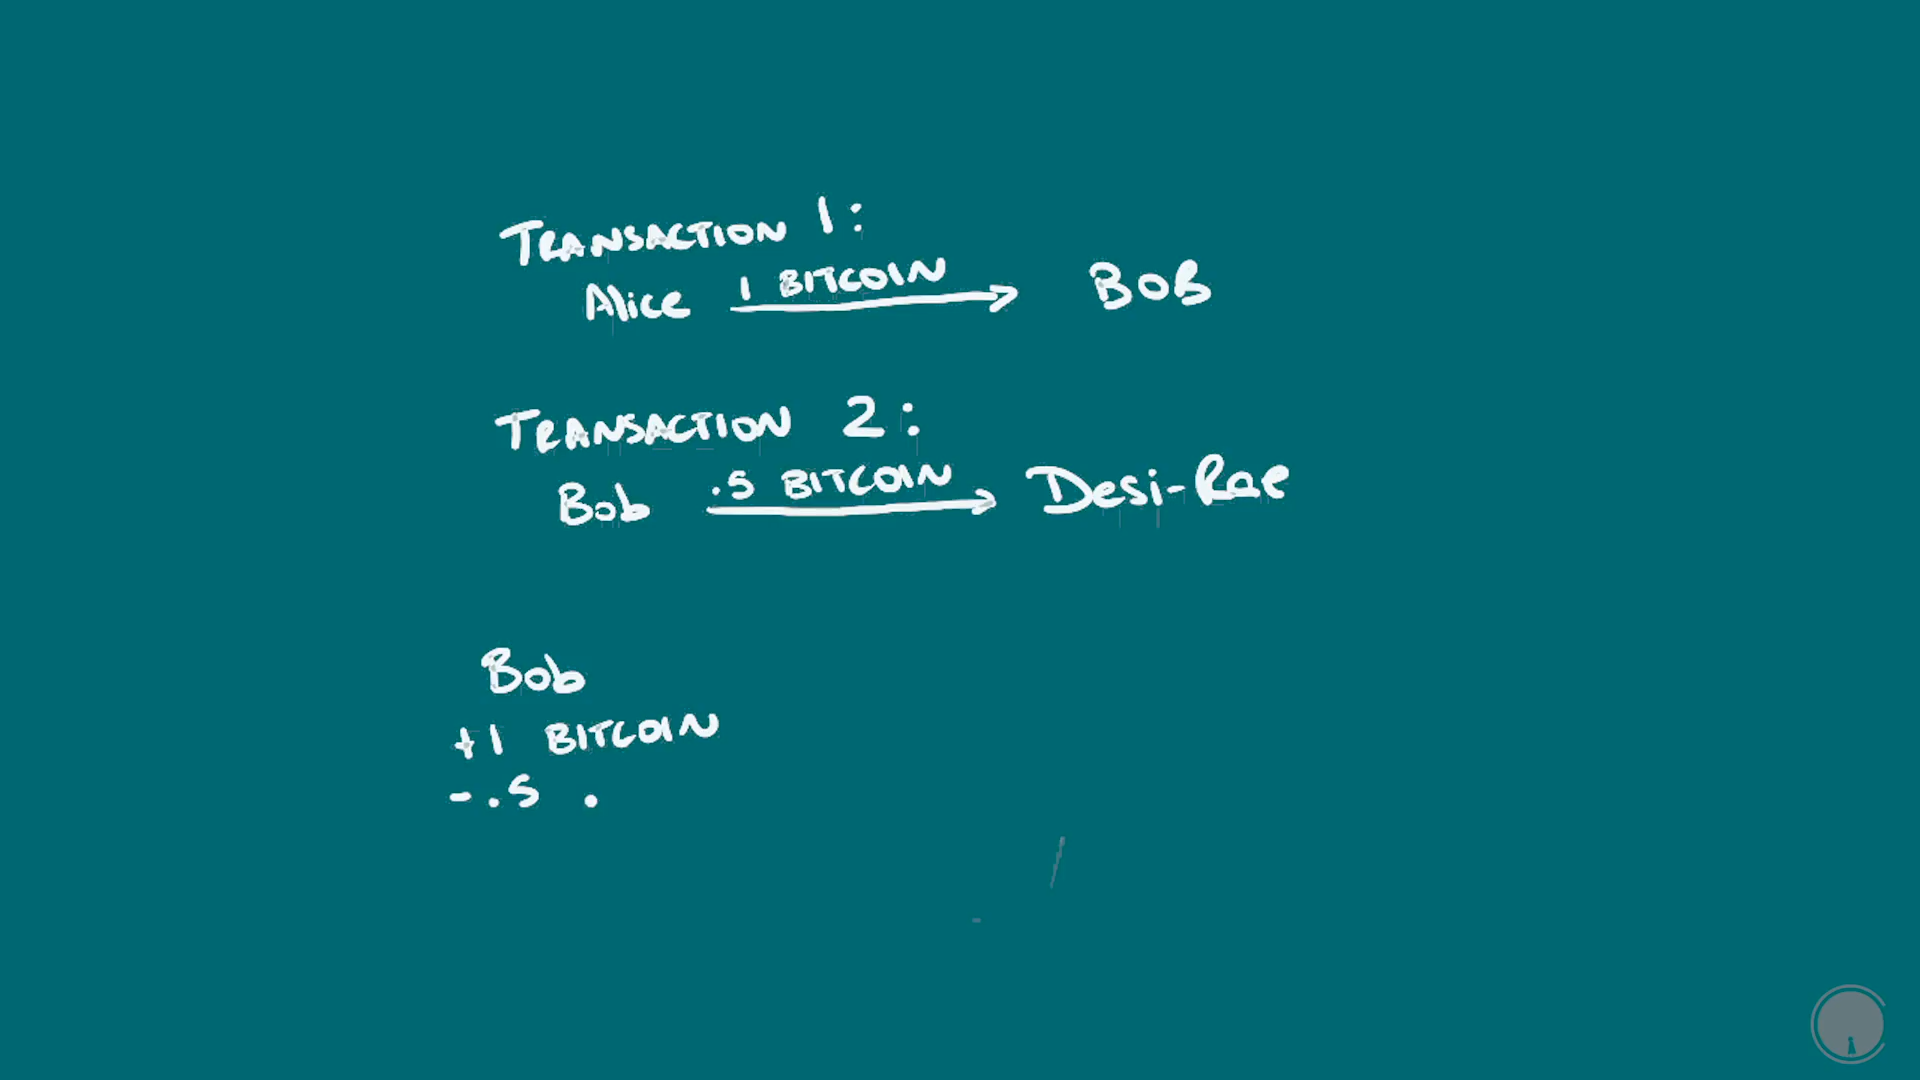 TRANSACTION 1:
Alice 1 BITCOIN BOB
TRANSACTION 2:
Bob .5 BITCOIN Desi-Rae
Bob
+1 BITCOIN
- .5 .